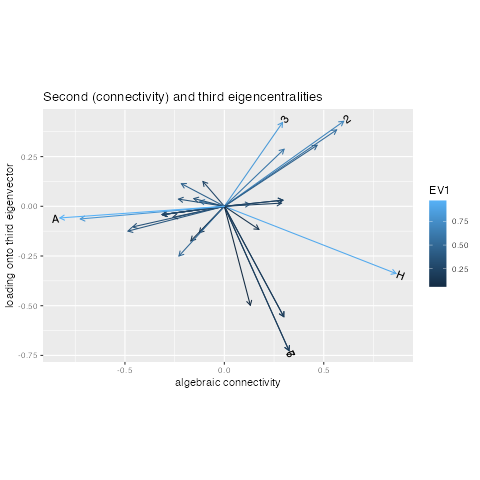 Second (connectivity) and third eigencentralities
3
2
0.25
0.00
A
-0.25
H
-0.50
-0.75
-0.5
0.0
0.5
algebraic connectivity
loading onto third eigenvector
EV1
0.75
0.50
0.25